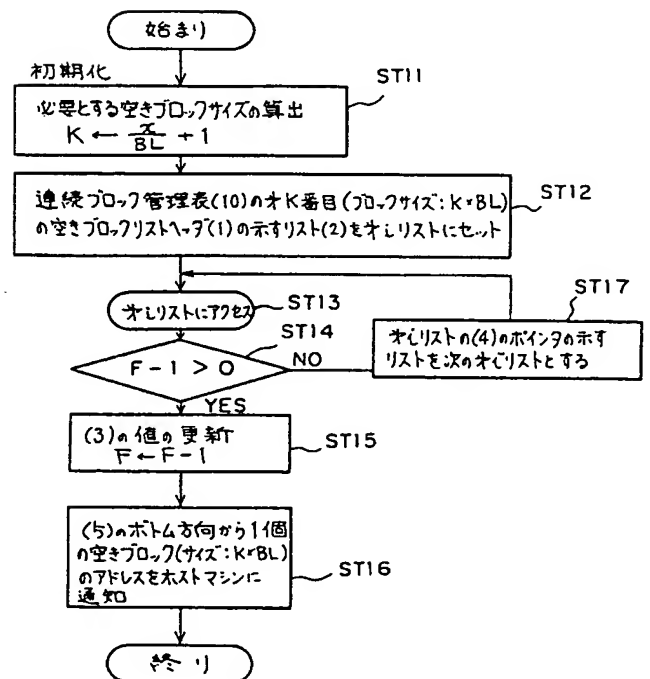 始まり
初期化
ST11
必要とする空きブロックサイズの算出
K ← x/BL + 1
ST12
連続ブロック管理表(10)の才K番目(ブロックサイズ:K*BL)
の空きブロックリストヘッダ(1)の示すリスト(2)を才iリストにセット
ST13
才iリストにアクセス
ST17
才iリストの(4)のポインタの示す
リストを次の才iリストとする
ST14
F-1 > 0
NO
YES
(3)の値の更新
F ← F-1
ST15
(5)のボトム方向から1個
の空きブロック(サイズ:K*BL)
のアドレスをホストマシンに
通知
ST16
終り